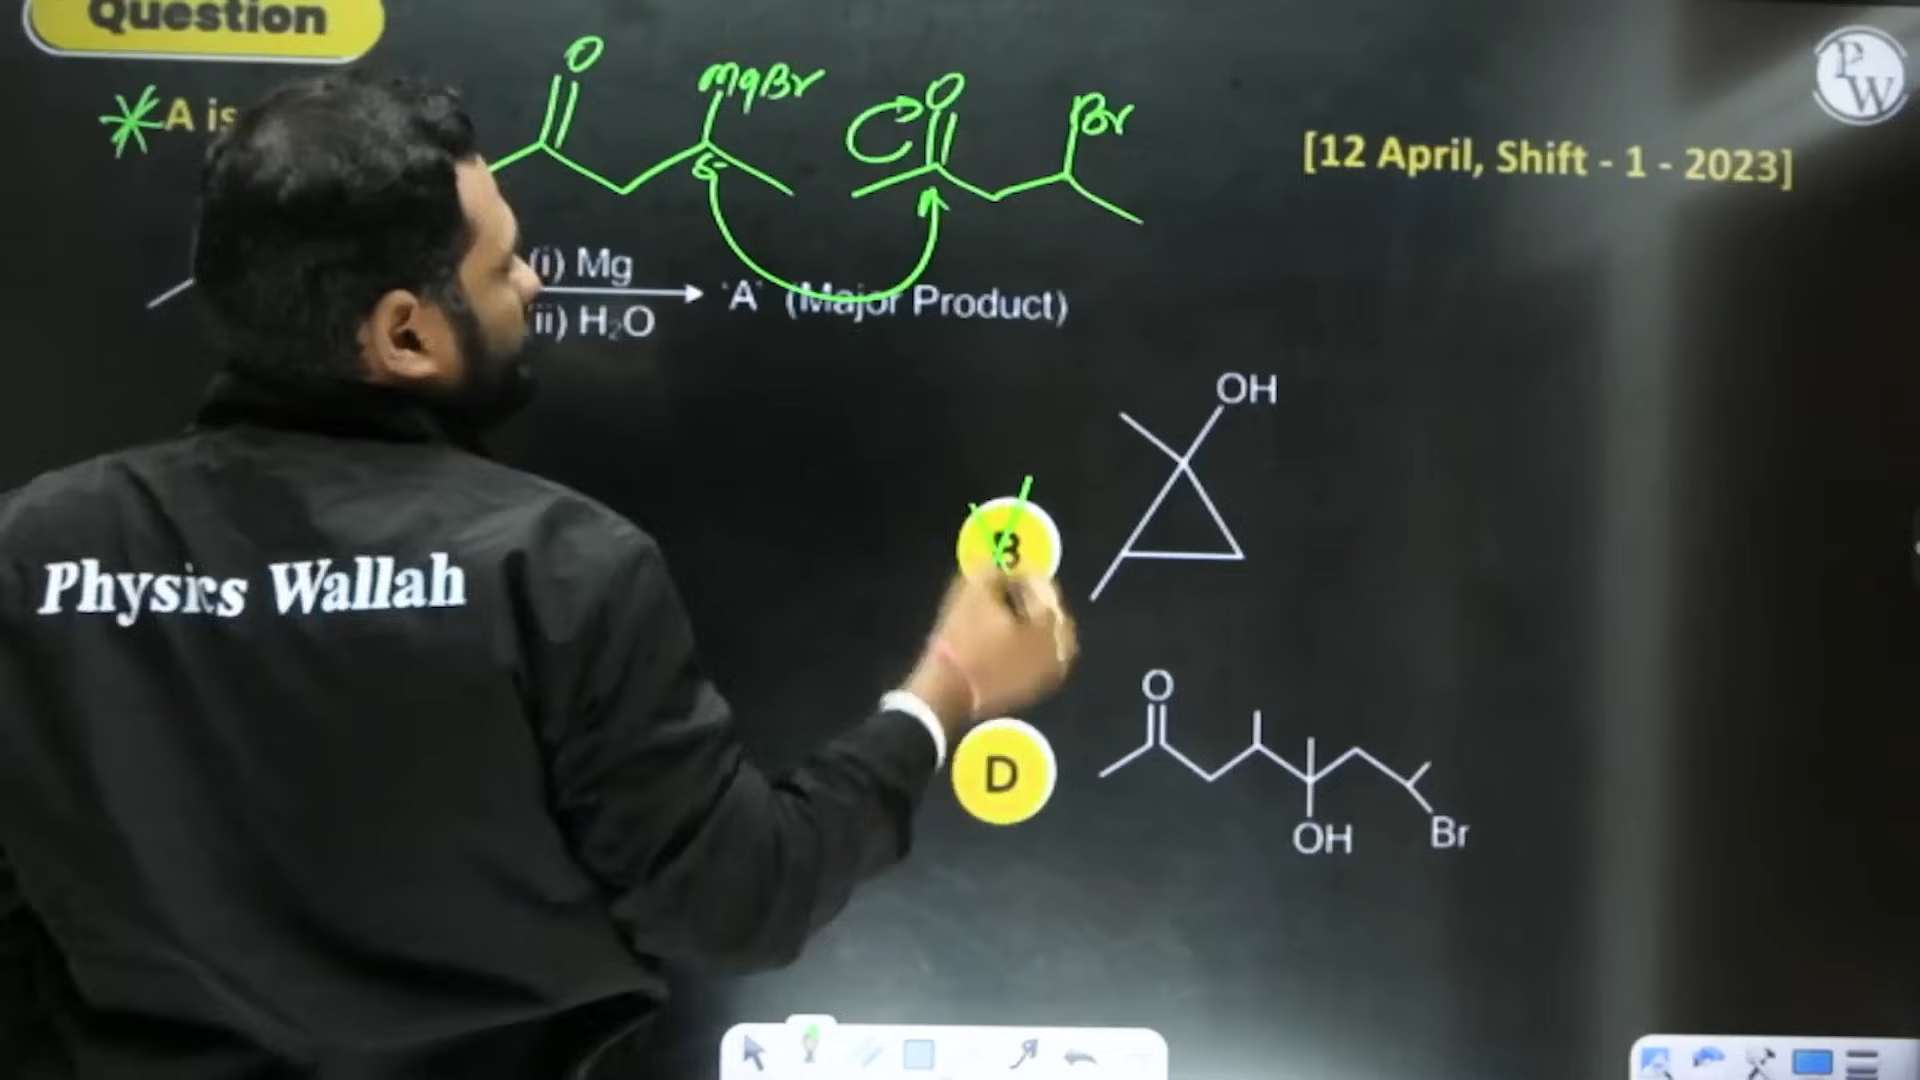 Question
A is
O
MgBr
O
Br
[12 April, Shift - 1 - 2023]
(i) Mg
'A' (Major Product)
ii) H₂O
OH
B
Physics Wallah
O
D
OH
Br
PW